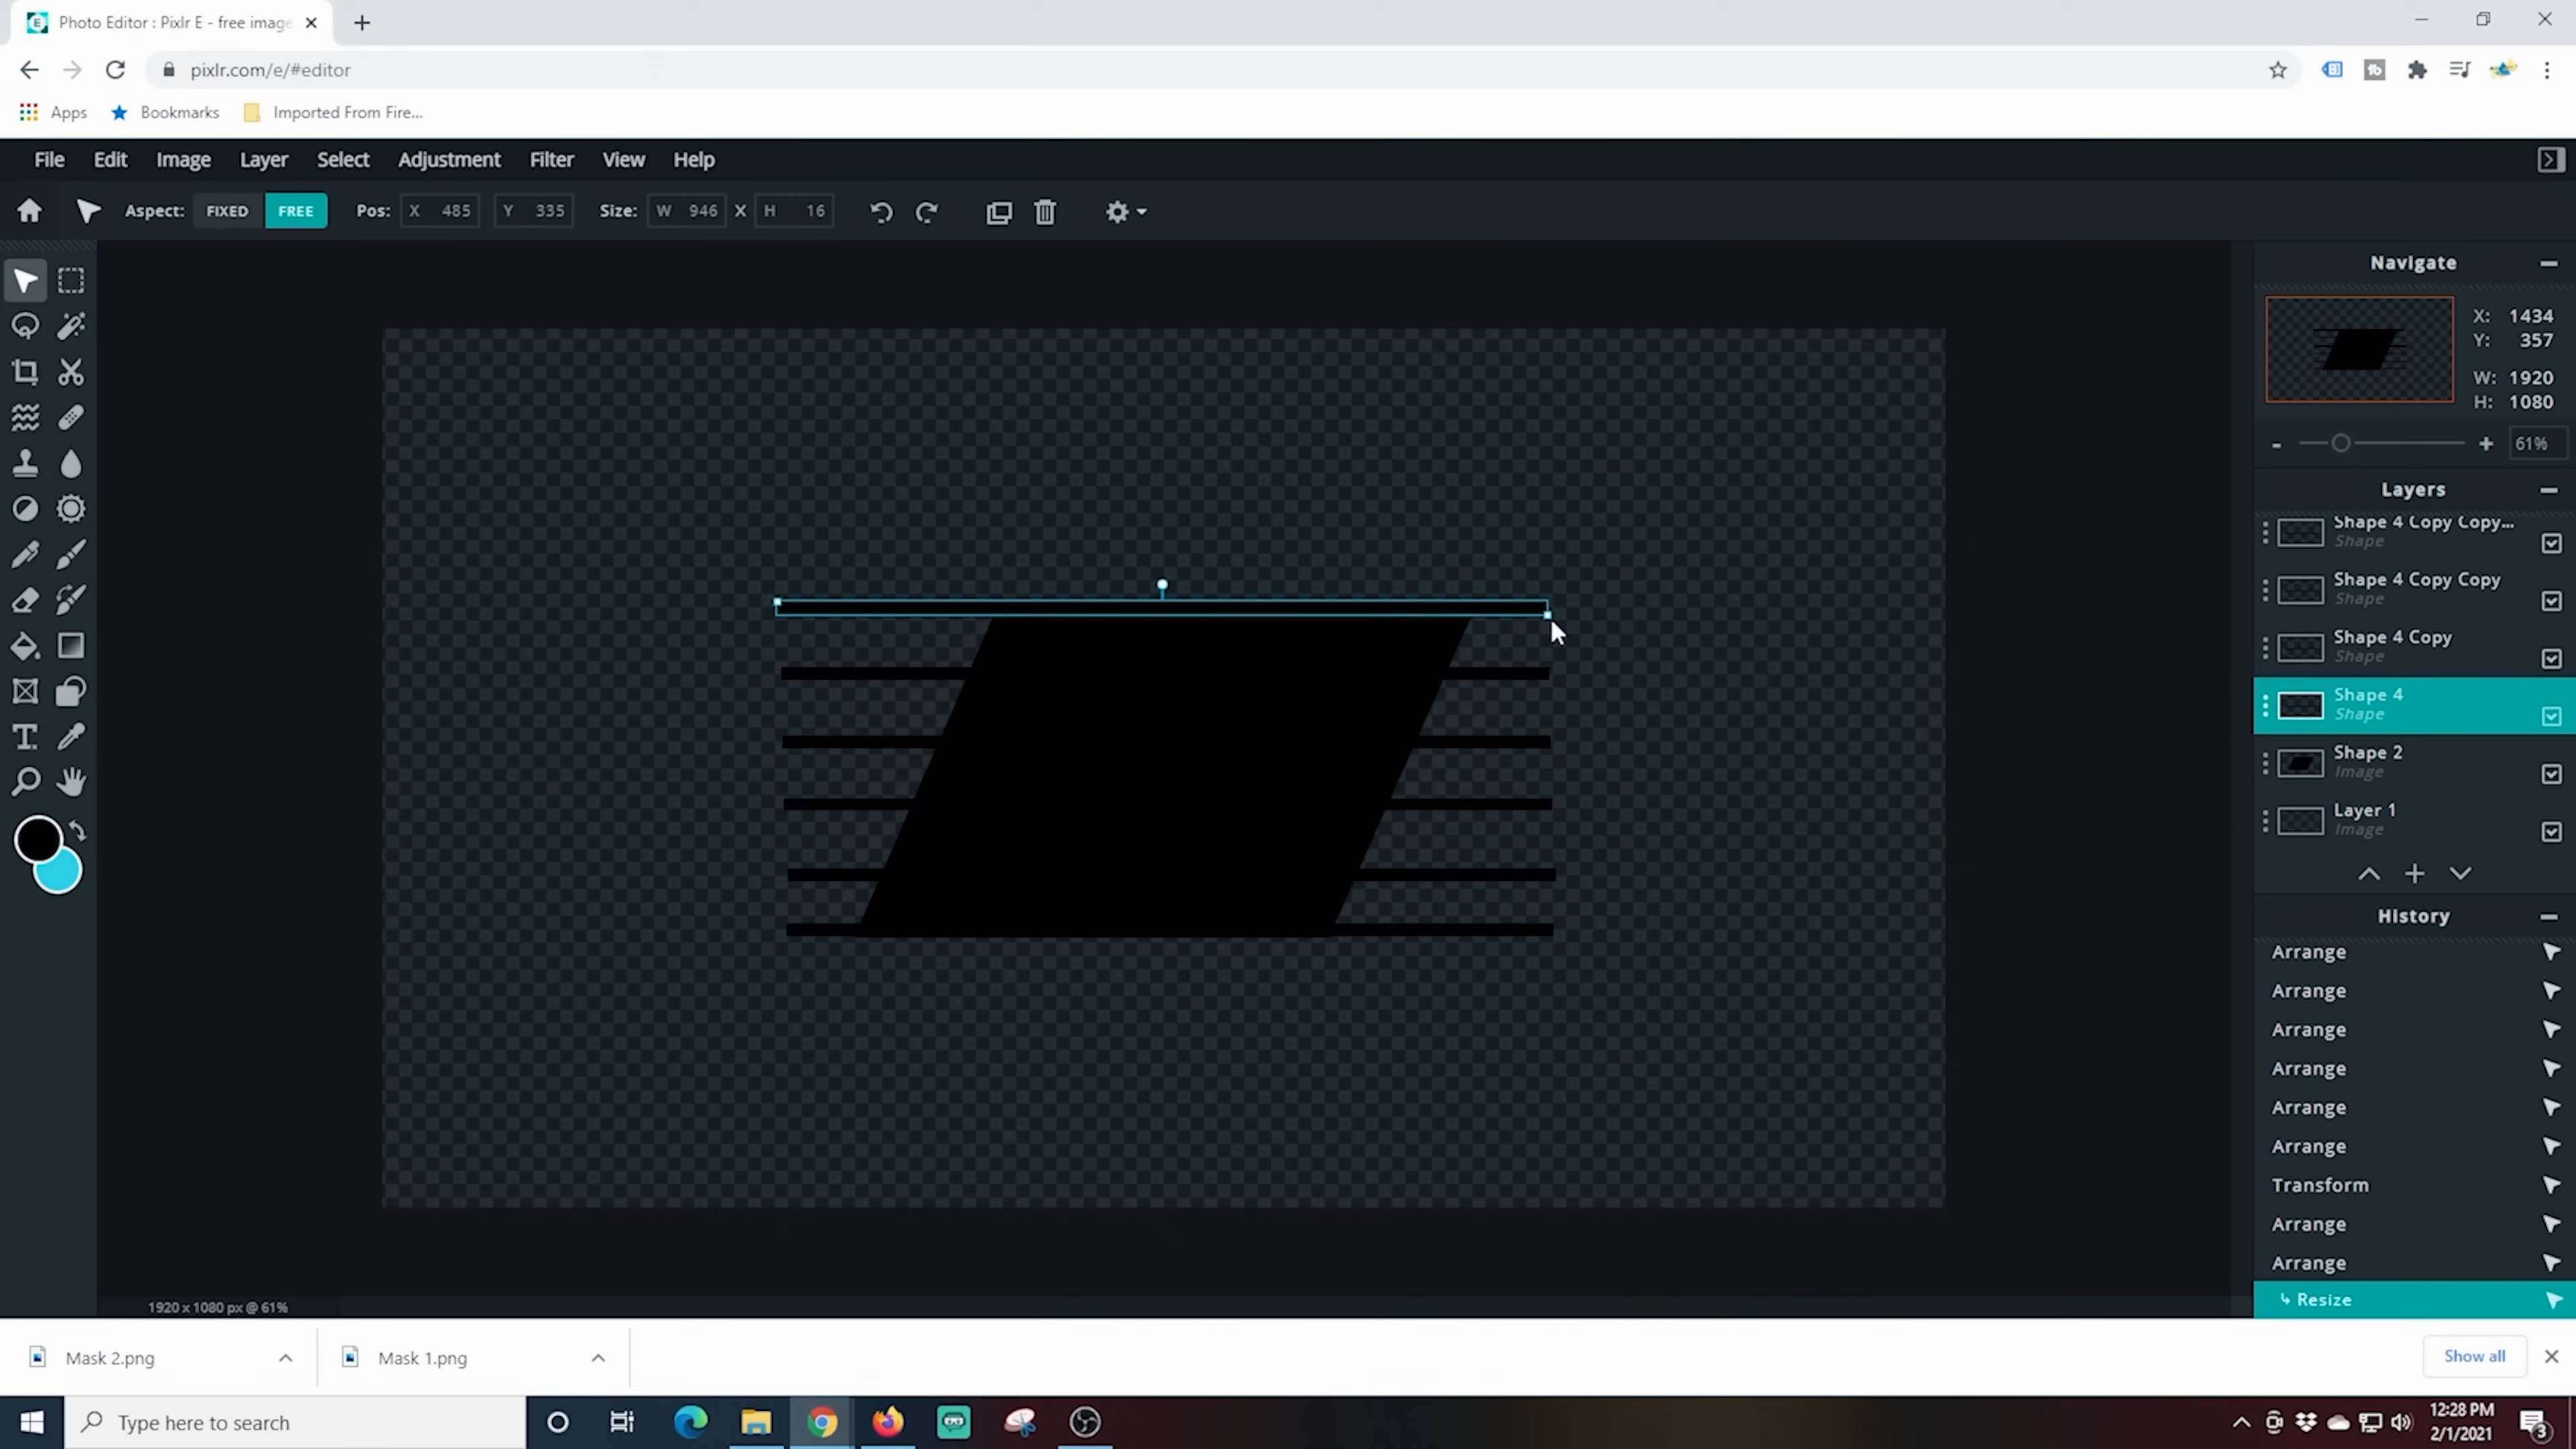 Photo Editor : Pixlr E - free image
pixlr.com/e/#editor
Apps Bookmarks Imported From Fire...
File Edit Image Layer Select Adjustment Filter View Help
Aspect: FIXED FREE Pos: X 485 Y 335 Size: W 946 X H 16
Navigate
X: 1434
Y: 357
W: 1920
H: 1080
- + 61%
Layers
Shape 4 Copy Copy...
Shape
Shape 4 Copy Copy
Shape
Shape 4 Copy
Shape
Shape 4
Shape
Shape 2
Image
Layer 1
Image
History
Arrange
Arrange
Arrange
Arrange
Arrange
Arrange
Transform
Arrange
Arrange
Resize
1920 x 1080 px @ 61%
Mask 2.png
Mask 1.png
Show all
Type here to search
12:28 PM
2/1/2021
3